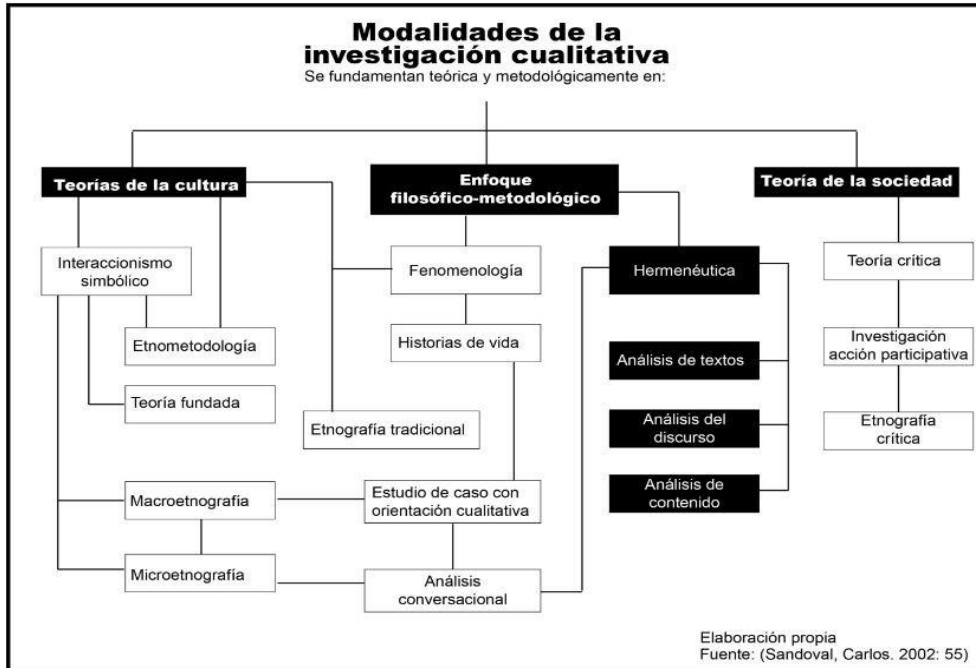 Modalidades de la
investigación cualitativa
Se fundamentan teórica y metodológicamente en:
Teorías de la cultura
Enfoque
filosófico-metodológico
Teoría de la sociedad
Interaccionismo
simbólico
Fenomenología
Hermenéutica
Teoría crítica
Etnometodología
Historias de vida
Análisis de textos
Investigación
acción participativa
Teoría fundada
Etnografía tradicional
Análisis del
discurso
Etnografía
crítica
Macroetnografía
Estudio de caso con
orientación cualitativa
Análisis de
contenido
Microetnografía
Análisis
conversacional
Elaboración propia
Fuente: (Sandoval, Carlos. 2002: 55)